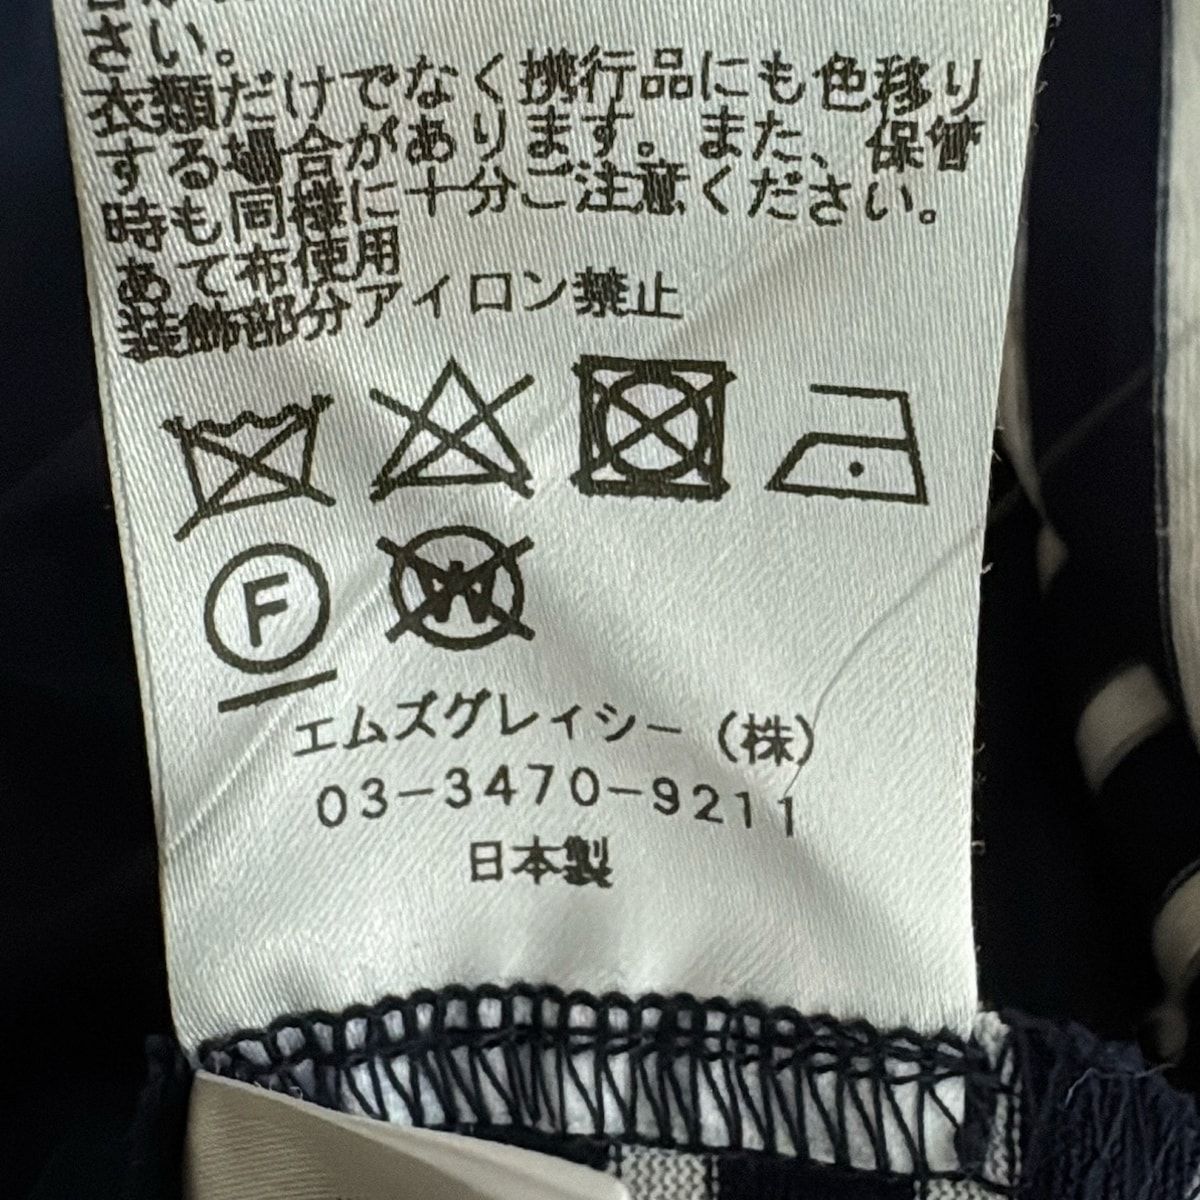 さい。
衣類だけでなく携行品にも色移り
する場合があります。また、保管
時も同様に十分ご注意ください。
あて布使用
装飾部分アイロン禁止
F W
エムズグレィシー(株)
03-3470-9211
日本製